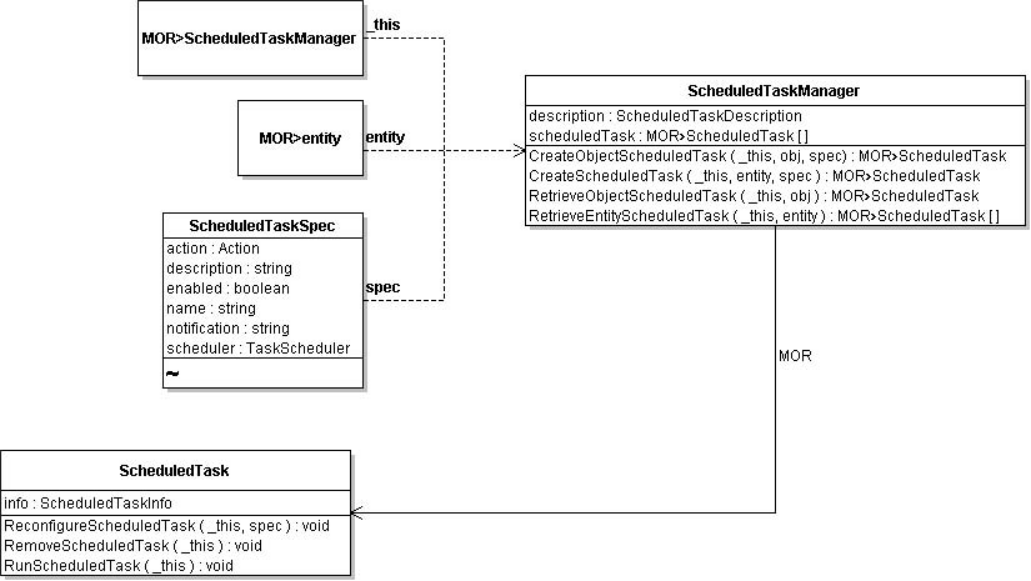 MOR>ScheduledTaskManager
_this
MOR>entity
entity
ScheduledTaskSpec
action : Action
description : string
enabled : boolean
name : string
notification : string
scheduler : TaskScheduler
~
spec
ScheduledTaskManager
description : ScheduledTaskDescription
scheduledTask : MOR>ScheduledTask [ ]
CreateObjectScheduledTask ( _this, obj, spec) : MOR>ScheduledTask
CreateScheduledTask ( _this, entity, spec ) : MOR>ScheduledTask
RetrieveObjectScheduledTask ( _this, obj ) : MOR>ScheduledTask
RetrieveEntityScheduledTask ( _this, entity ) : MOR>ScheduledTask [ ]
MOR
ScheduledTask
info : ScheduledTaskInfo
ReconfigureScheduledTask ( _this, spec ) : void
RemoveScheduledTask ( _this ) : void
RunScheduledTask ( _this ) : void